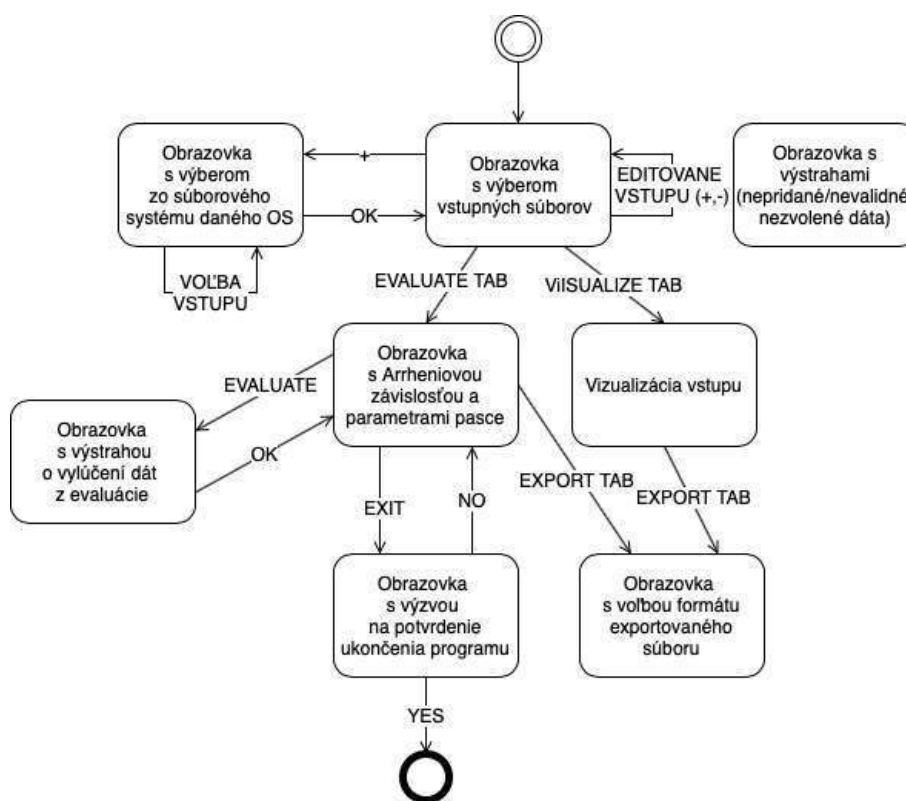 Obrazovka
s výberom
zo súborového
systému daného OS
+
OK
VOĽBA
VSTUPU
Obrazovka
s výberom
vstupných súborov
EDITOVANE
VSTUPU (+,-)
Obrazovka s
výstrahami
(nepridané/nevalidné
nezvolené dáta)
EVALUATE TAB
ViISUALIZE TAB
Obrazovka
s Arrheniovou
závislosťou a
parametrami pasce
Vizualizácia vstupu
EVALUATE
Obrazovka
s výstrahou
o vylúčení dát
z evaluácie
OK
EXIT
NO
EXPORT TAB
EXPORT TAB
Obrazovka
s výzvou
na potvrdenie
ukončenia programu
Obrazovka
s voľbou formátu
exportovaného
súboru
YES